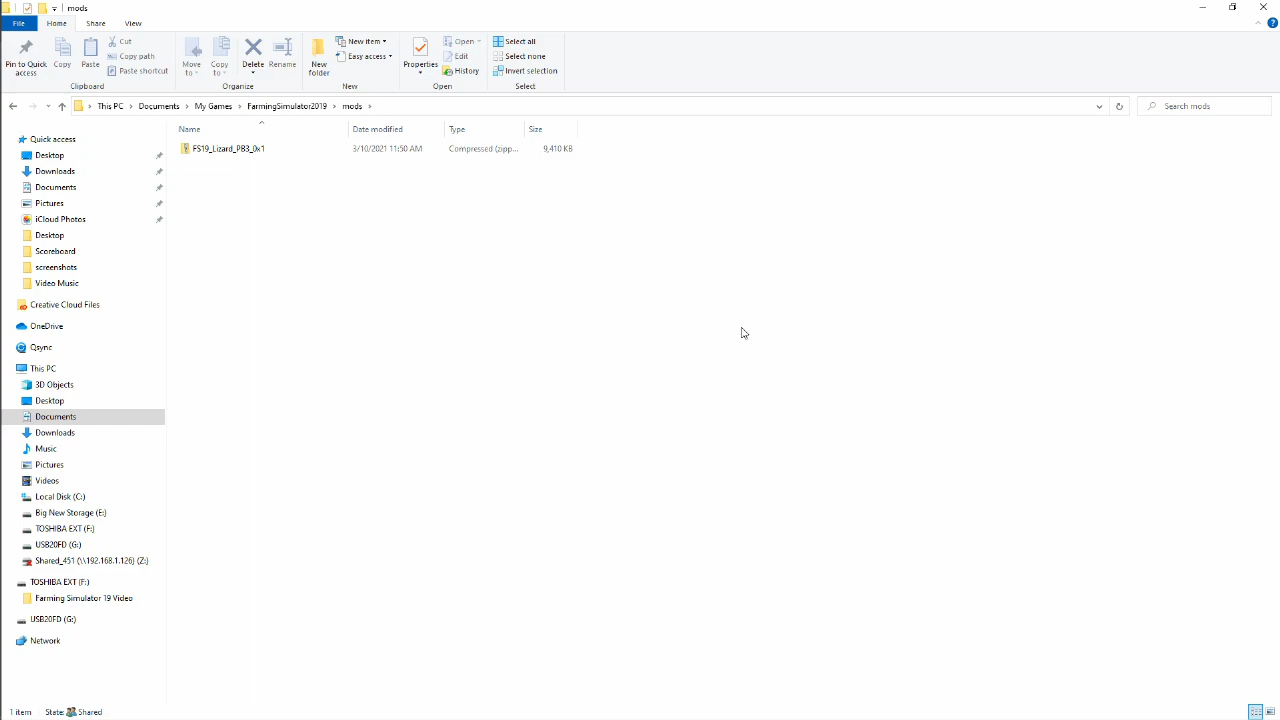 mods
File Home Share View
Pin to Quick access
Copy
Paste
Cut
Copy path
Paste shortcut
Clipboard
Move to
Copy to
Delete
Rename
Organize
New folder
New item
Easy access
New
Properties
Open
Edit
History
Open
Select all
Select none
Invert selection
Select
This PC > Documents > My Games > FarmingSimulator2019 > mods >
Search mods
Name Date modified Type Size
FS19_Lizard_PB3_0x1 3/10/2021 11:50 AM Compressed (zipp... 9,410 KB
Quick access
Desktop
Downloads
Documents
Pictures
iCloud Photos
Desktop
Scoreboard
screenshots
Video Music
Creative Cloud Files
OneDrive
Qsync
This PC
3D Objects
Desktop
Documents
Downloads
Music
Pictures
Videos
Local Disk (C:)
Big New Storage (E:)
TOSHIBA EXT (F:)
USB20FD (G:)
Shared_451 (\\192.168.1.126) (Z:)
TOSHIBA EXT (F:)
Farming Simulator 19 Video
USB20FD (G:)
Network
1 item State: Shared